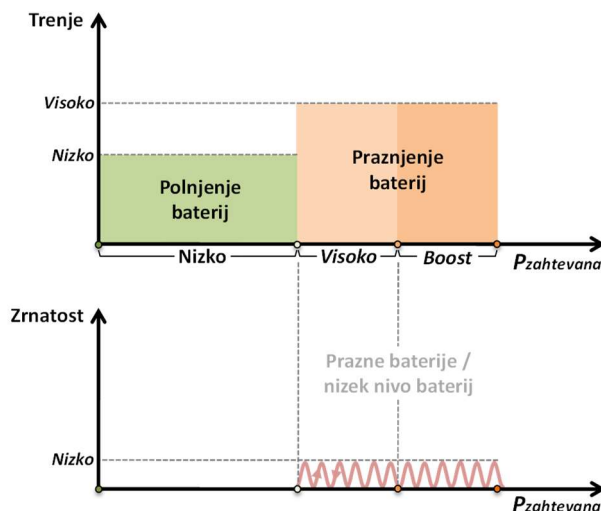 Trenje
Visoko
Nizko
Polnjenje
baterij
Praznjenje
baterij
Nizko
Visoko
Boost
Pzahtevana
Zrnatost
Prazne baterije /
nizek nivo baterij
Nizko
Pzahtevana